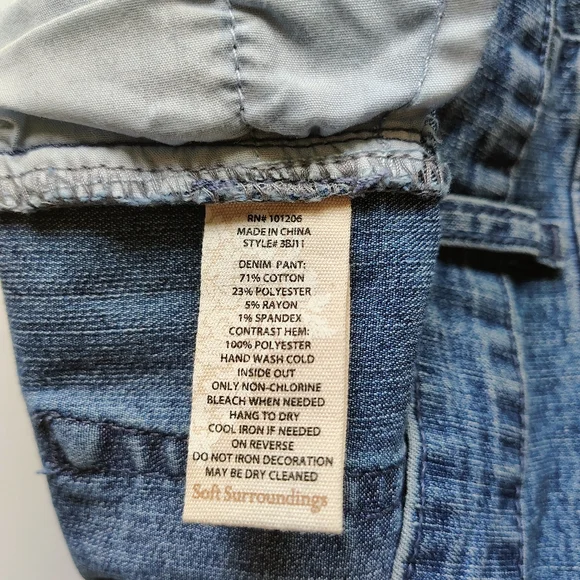 RN# 101206
MADE IN CHINA
STYLE# 3BJ11
DENIM PANT:
71% COTTON
23% POLYESTER
5% RAYON
1% SPANDEX
CONTRAST HEM:
100% POLYESTER
HAND WASH COLD
INSIDE OUT
ONLY NON-CHLORINE
BLEACH WHEN NEEDED
HANG TO DRY
COOL IRON IF NEEDED
ON REVERSE
DO NOT IRON DECORATION
MAY BE DRY CLEANED
Soft Surroundings